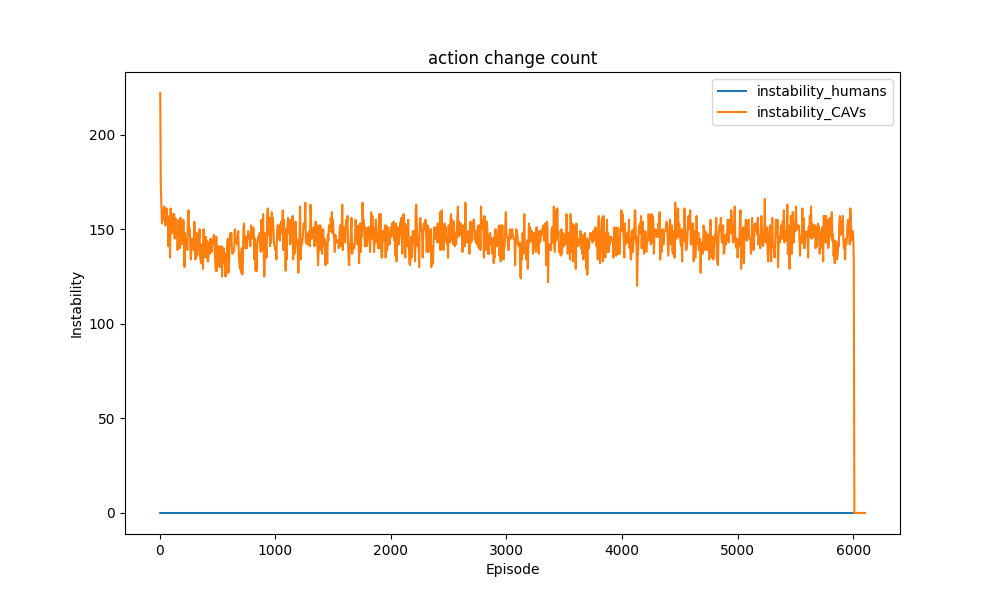 action change count
instability_humans
instability_CAVs
200
150
100
50
0
Instability
0 1000 2000 3000 4000 5000 6000
Episode